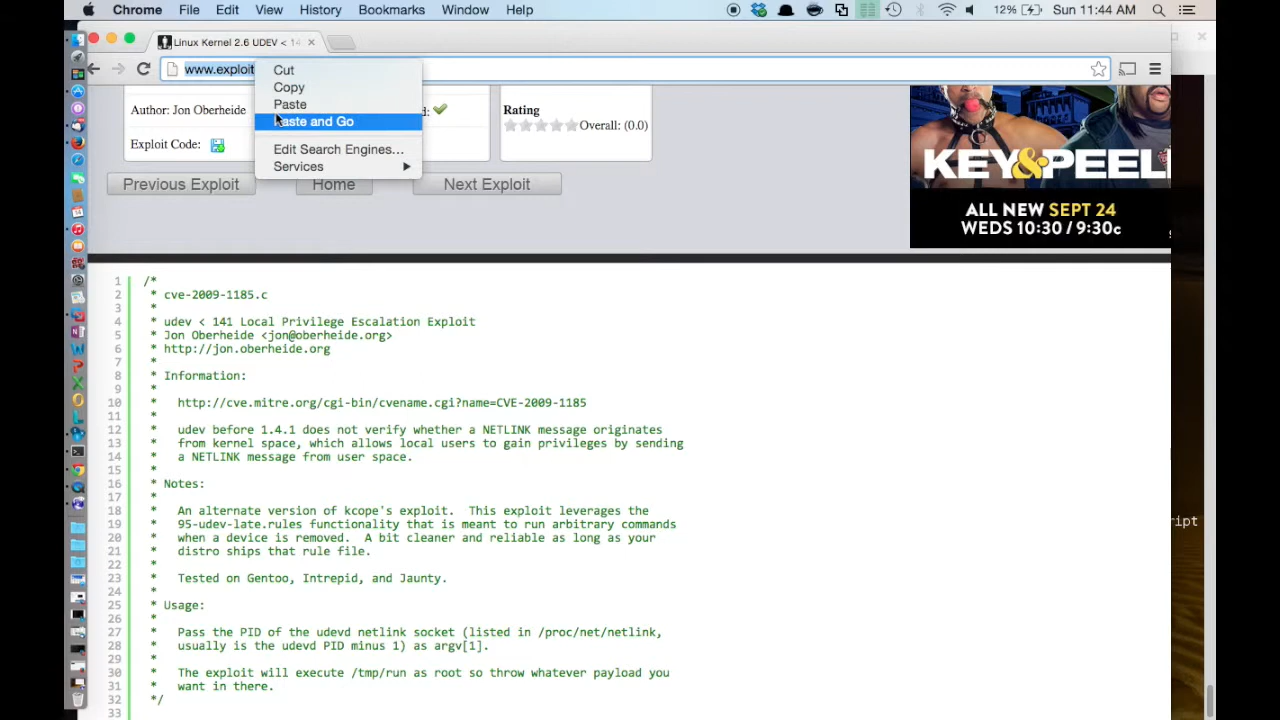 Chrome File Edit View History Bookmarks Window Help 12% Sun 11:44 AM
Linux Kernel 2.6 UDEV < 14
www.exploit
Cut
Copy
Paste
Paste and Go
Edit Search Engines...
Services
Author: Jon Oberheide d:
Exploit Code:
Rating
Overall: (0.0)
Previous Exploit Home Next Exploit
KEY&PEEL
ALL NEW SEPT 24
WEDS 10:30 / 9:30c
1 /*
2 * cve-2009-1185.c
3 *
4 * udev < 141 Local Privilege Escalation Exploit
5 * Jon Oberheide <jon@oberheide.org>
6 * http://jon.oberheide.org
7 *
8 * Information:
9 *
10 * http://cve.mitre.org/cgi-bin/cvename.cgi?name=CVE-2009-1185
11 *
12 * udev before 1.4.1 does not verify whether a NETLINK message originates
13 * from kernel space, which allows local users to gain privileges by sending
14 * a NETLINK message from user space.
15 *
16 * Notes:
17 *
18 * An alternate version of kcope's exploit. This exploit leverages the
19 * 95-udev-late.rules functionality that is meant to run arbitrary commands
20 * when a device is removed. A bit cleaner and reliable as long as your
21 * distro ships that rule file.
22 *
23 * Tested on Gentoo, Intrepid, and Jaunty.
24 *
25 * Usage:
26 *
27 * Pass the PID of the udevd netlink socket (listed in /proc/net/netlink,
28 * usually is the udevd PID minus 1) as argv[1].
29 *
30 * The exploit will execute /tmp/run as root so throw whatever payload you
31 * want in there.
32 */
33
ript